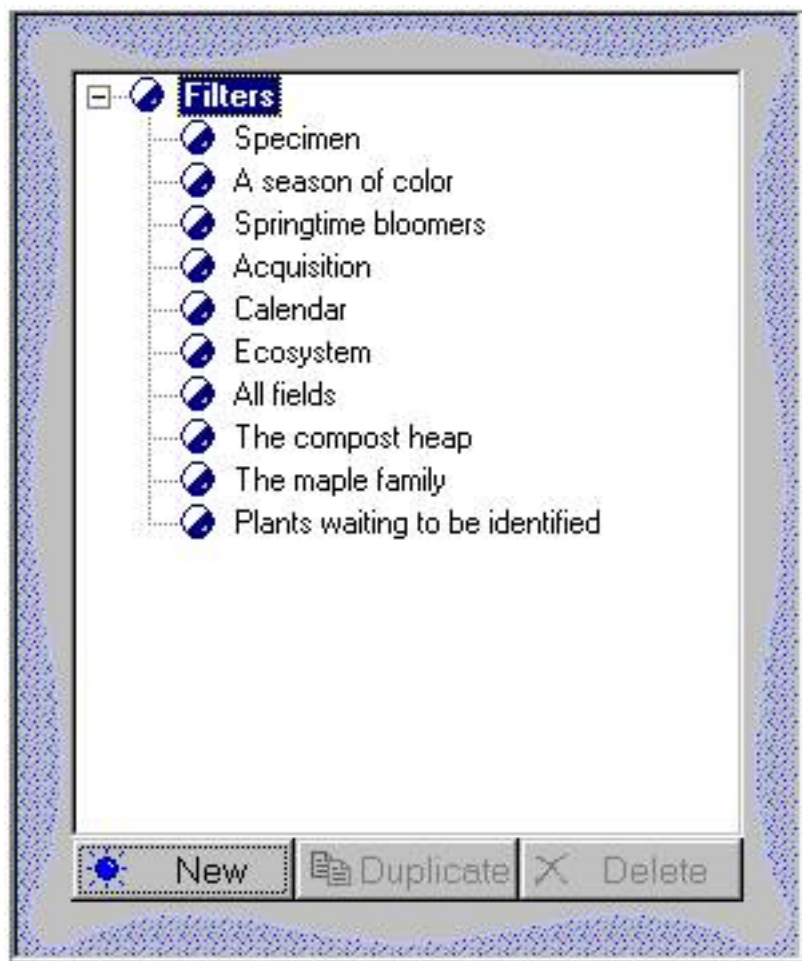 Filters
Specimen
A season of color
Springtime bloomers
Acquisition
Calendar
Ecosystem
All fields
The compost heap
The maple family
Plants waiting to be identified
New Duplicate Delete